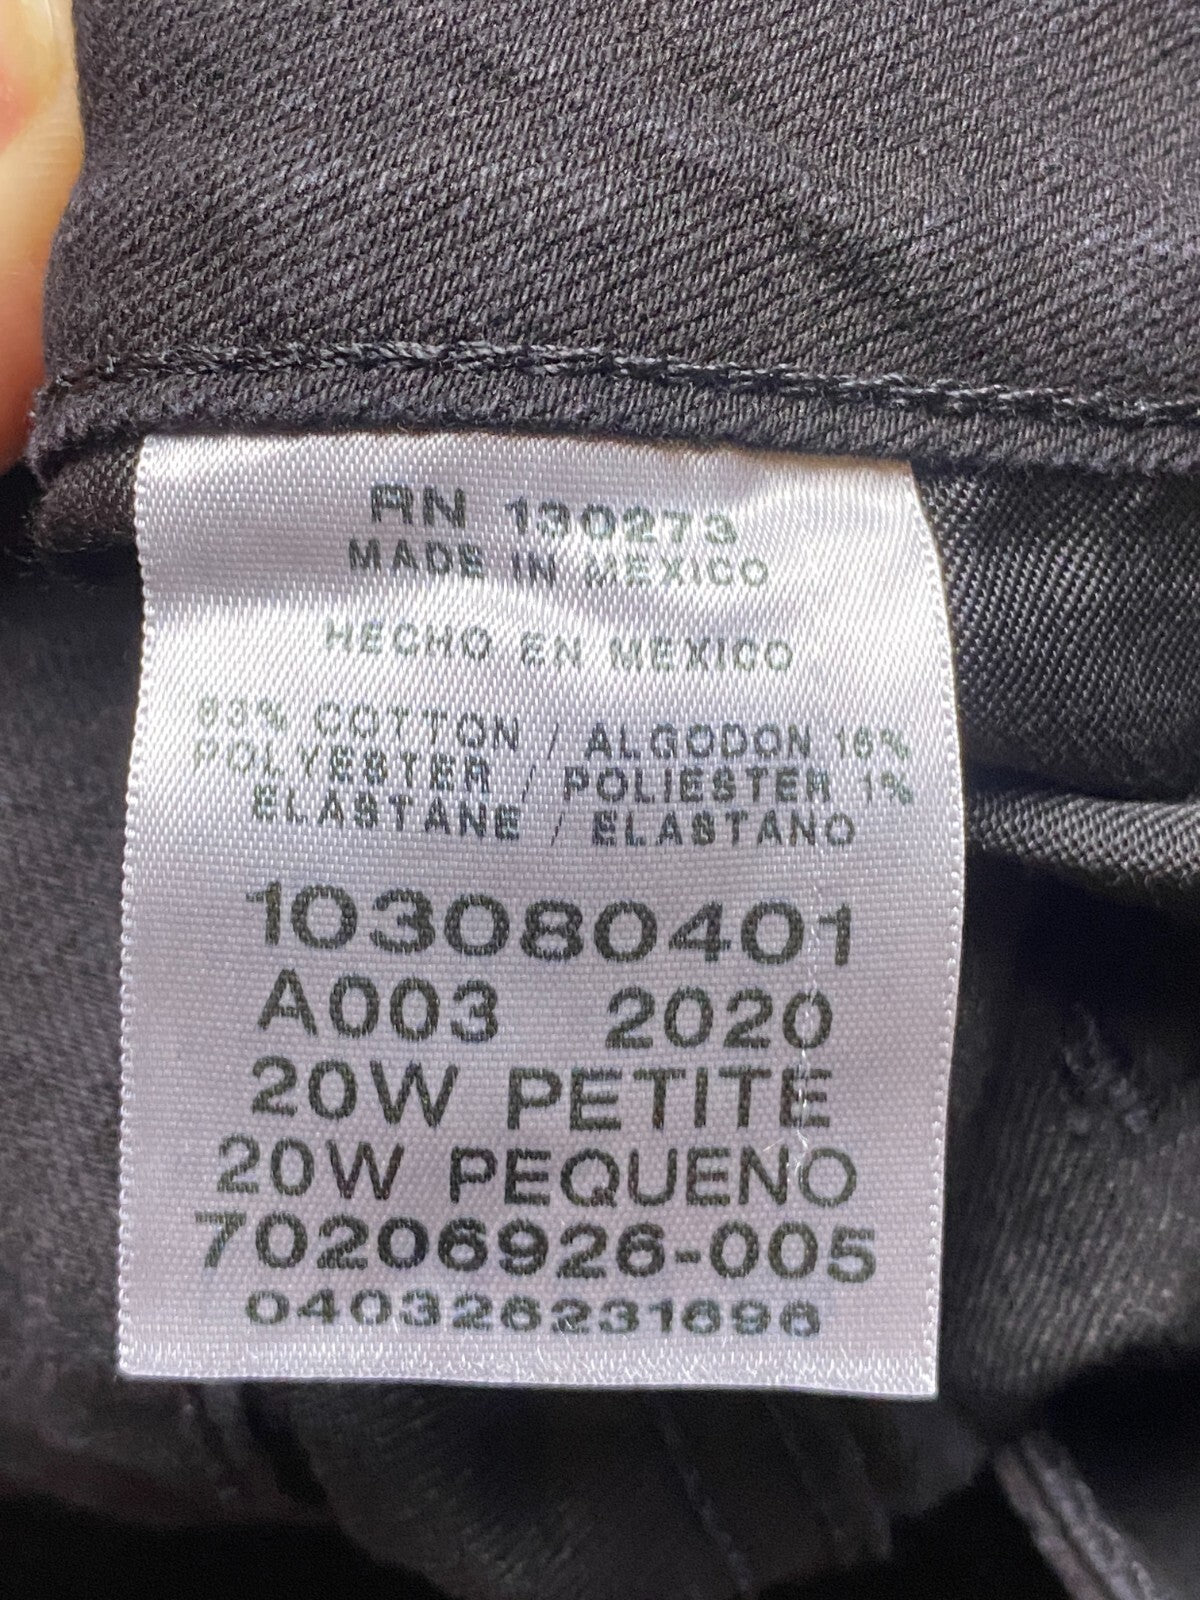 RN 130273
MADE IN MEXICO
HECHO EN MEXICO
83% COTTON / ALGODON 16%
POLYESTER / POLIESTER 1%
ELASTANE / ELASTANO
103080401
A003 2020
20W PETITE
20W PEQUENO
70206926-005
040326231696